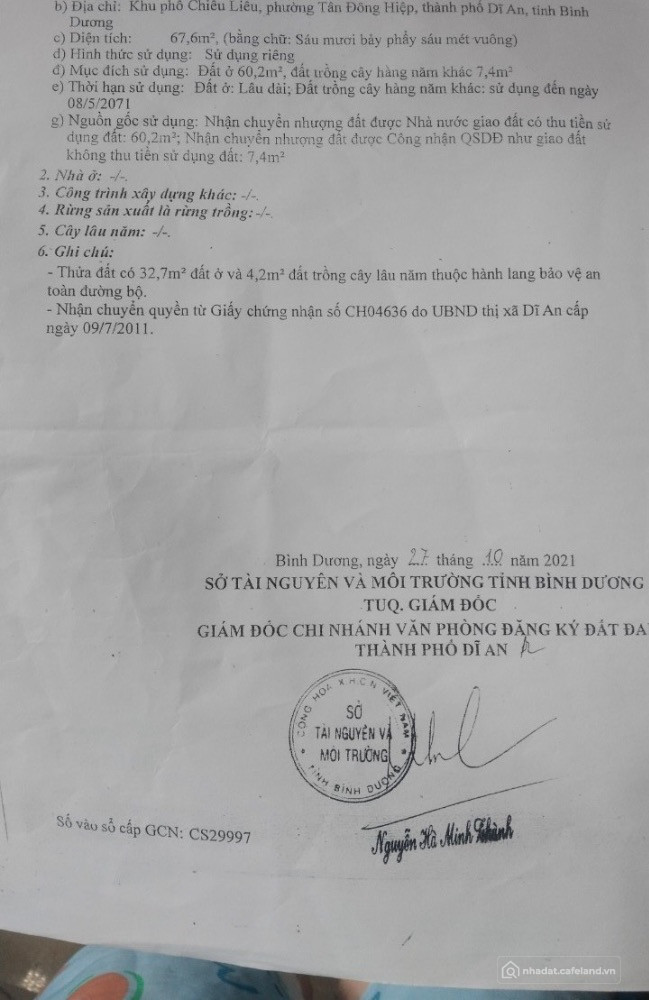 b) Địa chỉ: Khu phố Chiêu Liêu, phường Tân Đông Hiệp, thành phố Dĩ An, tỉnh Bình
Dương
c) Diện tích: 67,6m², (bằng chữ: Sáu mươi bảy phẩy sáu mét vuông)
d) Hình thức sử dụng: Sử dụng riêng
đ) Mục đích sử dụng: Đất ở 60,2m², đất trồng cây hàng năm khác 7,4m²
e) Thời hạn sử dụng: Đất ở: Lâu dài; Đất trồng cây hàng năm khác: sử dụng đến ngày
08/5/2071
g) Nguồn gốc sử dụng: Nhận chuyển nhượng đất được Nhà nước giao đất có thu tiền sử
dụng đất: 60,2m²; Nhận chuyển nhượng đất được Công nhận QSDĐ như giao đất
không thu tiền sử dụng đất: 7,4m²
2. Nhà ở: -/-.
3. Công trình xây dựng khác: -/-.
4. Rừng sản xuất là rừng trồng: -/-.
5. Cây lâu năm: -/-.
6. Ghi chú:
- Thửa đất có 32,7m² đất ở và 4,2m² đất trồng cây lâu năm thuộc hành lang bảo vệ an
toàn đường bộ.
- Nhận chuyển quyền từ Giấy chứng nhận số CH04636 do UBND thị xã Dĩ An cấp
ngày 09/7/2011.
Bình Dương, ngày 27 tháng 10 năm 2021
SỞ TÀI NGUYÊN VÀ MÔI TRƯỜNG TỈNH BÌNH DƯƠNG
TUQ. GIÁM ĐỐC
GIÁM ĐỐC CHI NHÁNH VĂN PHÒNG ĐĂNG KÝ ĐẤT ĐA
THÀNH PHỐ DĨ AN
CỘNG HOÀ X.H.C.N VIỆT NAM
SỞ
TÀI NGUYÊN VÀ
MÔI TRƯỜNG
TỈNH BÌNH DƯƠNG
Số vào sổ cấp GCN: CS29997
Nguyễn Hà Minh Thành
nhadat.cafeland.vn